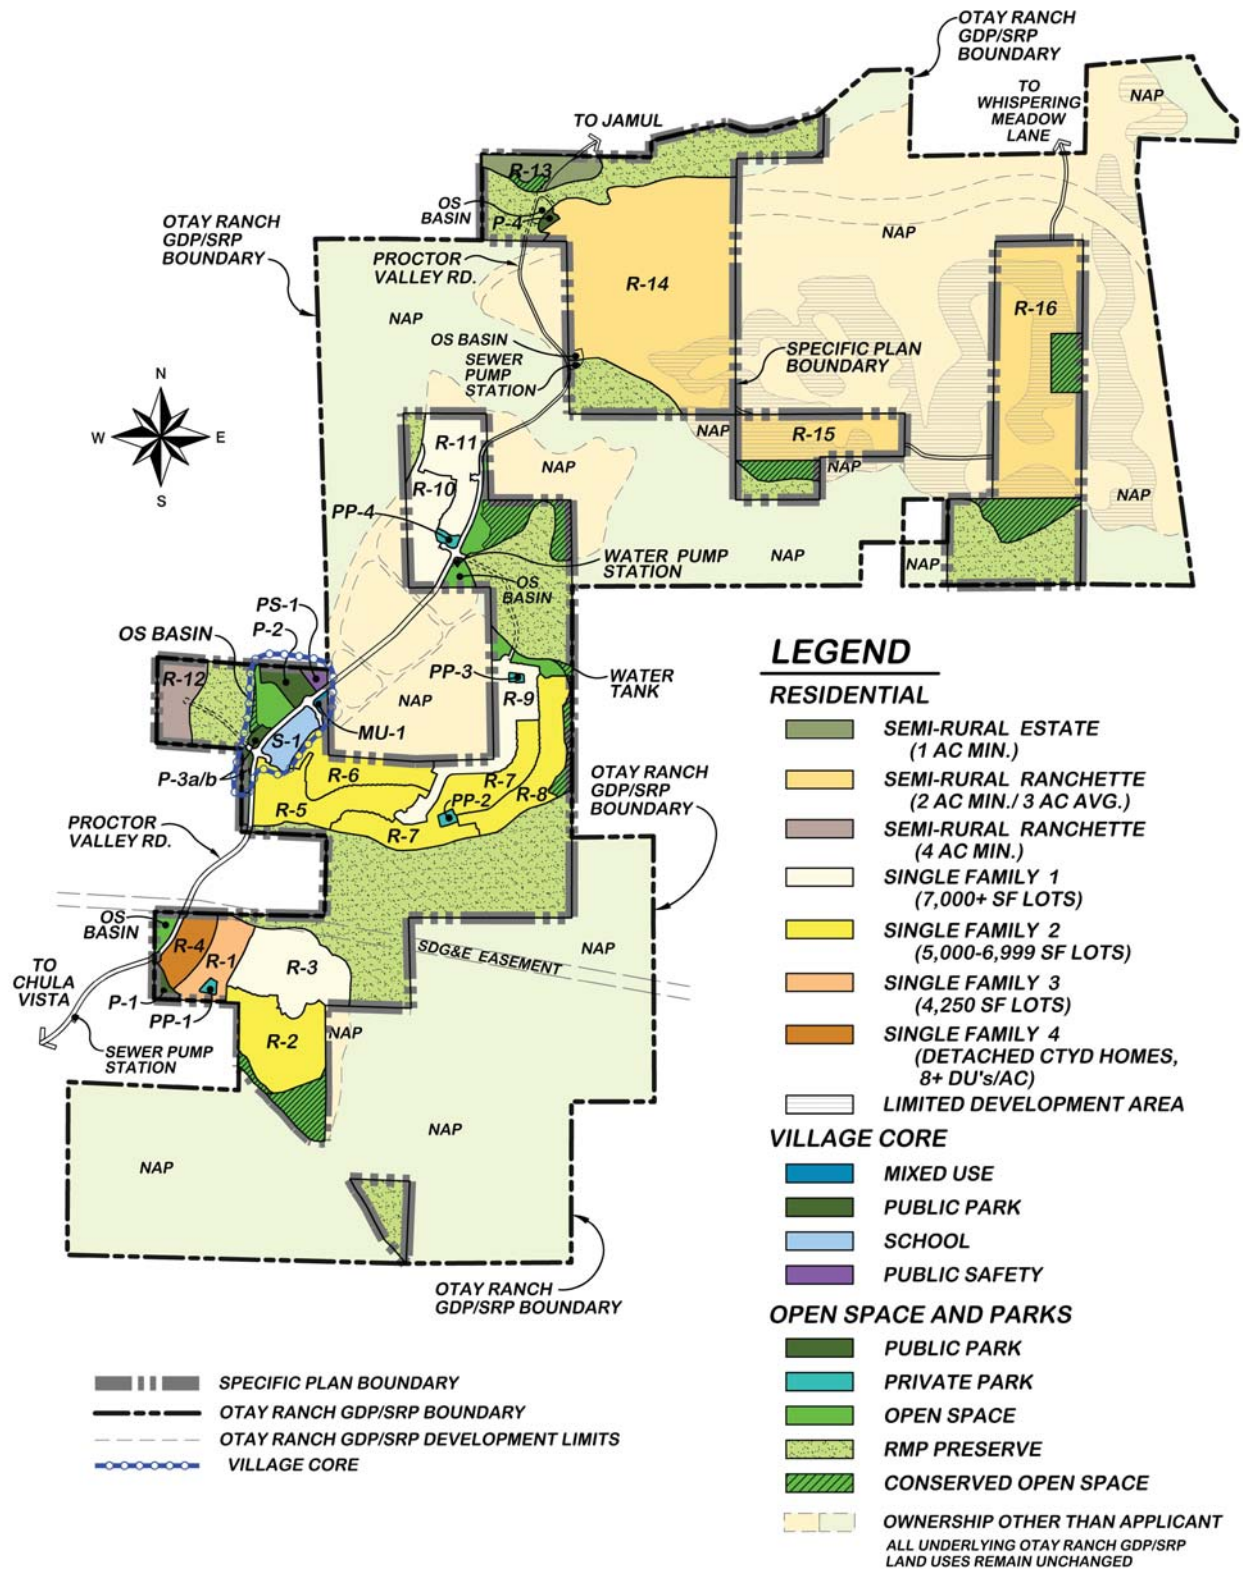 OTAY RANCH
GDP/SRP
BOUNDARY
TO
WHISPERING
MEADOW
LANE
NAP
TO JAMUL
R-13
OS
BASIN
P-4
OTAY RANCH
GDP/SRP
BOUNDARY
PROCTOR
VALLEY RD.
NAP
R-14
R-16
NAP
OS BASIN
SEWER
PUMP
STATION
SPECIFIC PLAN
BOUNDARY
N
W
E
S
R-11
NAP
R-15
NAP
NAP
R-10
NAP
PP-4
WATER PUMP
STATION
NAP
NAP
OS
BASIN
PS-1
P-2
OS BASIN
R-12
PP-3
R-9
WATER
TANK
NAP
MU-1
S-1
P-3a/b
R-6
R-7
PP-2
R-8
R-5
R-7
OTAY RANCH
GDP/SRP
BOUNDARY
PROCTOR
VALLEY RD.
OS
BASIN
R-4
R-1
R-3
SDG&E EASEMENT
NAP
TO
CHULA
VISTA
P-1
PP-1
SEWER PUMP
STATION
R-2
NAP
NAP
NAP
OTAY RANCH
GDP/SRP BOUNDARY
LEGEND
RESIDENTIAL
SEMI-RURAL ESTATE
(1 AC MIN.)
SEMI-RURAL RANCHETTE
(2 AC MIN./ 3 AC AVG.)
SEMI-RURAL RANCHETTE
(4 AC MIN.)
SINGLE FAMILY 1
(7,000+ SF LOTS)
SINGLE FAMILY 2
(5,000-6,999 SF LOTS)
SINGLE FAMILY 3
(4,250 SF LOTS)
SINGLE FAMILY 4
(DETACHED CTYD HOMES,
8+ DU's/AC)
LIMITED DEVELOPMENT AREA
VILLAGE CORE
MIXED USE
PUBLIC PARK
SCHOOL
PUBLIC SAFETY
OPEN SPACE AND PARKS
PUBLIC PARK
PRIVATE PARK
OPEN SPACE
RMP PRESERVE
CONSERVED OPEN SPACE
OWNERSHIP OTHER THAN APPLICANT
ALL UNDERLYING OTAY RANCH GDP/SRP
LAND USES REMAIN UNCHANGED
SPECIFIC PLAN BOUNDARY
OTAY RANCH GDP/SRP BOUNDARY
OTAY RANCH GDP/SRP DEVELOPMENT LIMITS
VILLAGE CORE